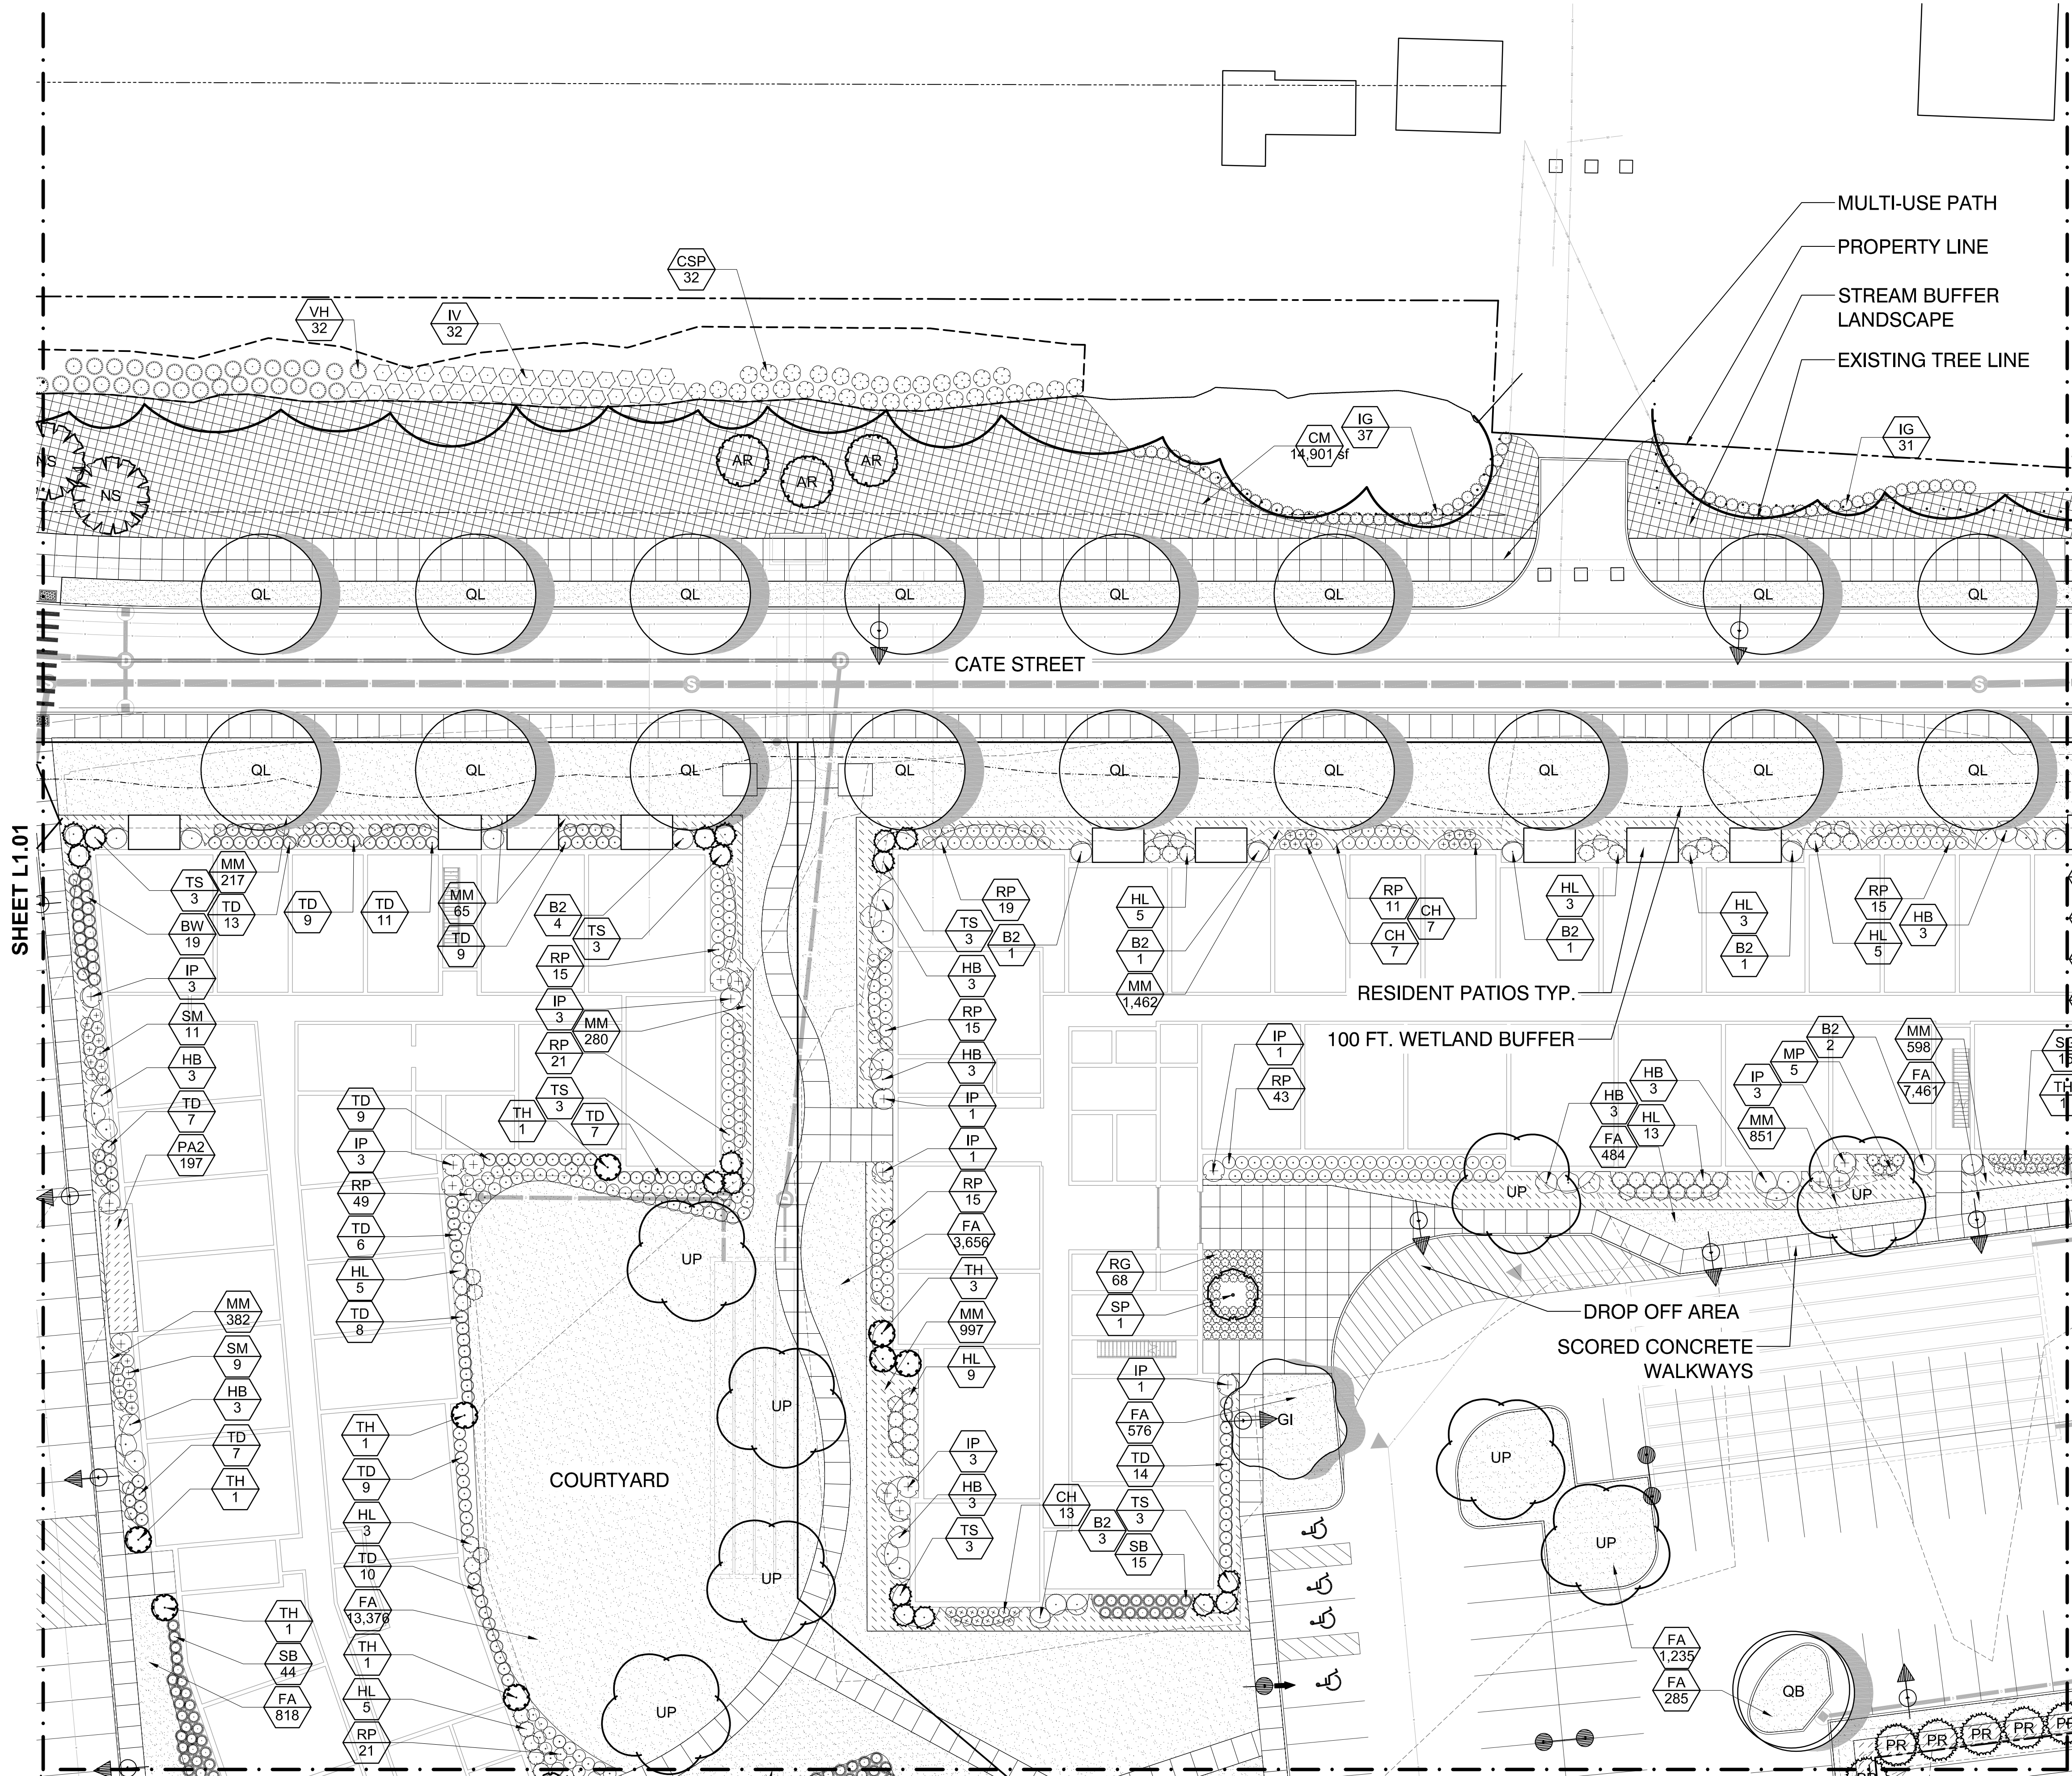 MULTI-USE PATH
PROPERTY LINE
STREAM BUFFER
LANDSCAPE
EXISTING TREE LINE
CSP
32
VH
32
IV
32
IG
37
CM
14,901 sf
IG
31
NS
NS
AR
AR
AR
QL
QL
QL
QL
QL
QL
QL
QL
D
D
CATE STREET
S
S
QL
QL
QL
QL
QL
QL
QL
QL
QL
SHEET L1.01
TS
3
MM
217
TD
13
TD
9
TD
11
MM
65
TD
9
B2
4
TS
3
BW
19
IP
3
SM
11
HB
3
TD
7
PA2
197
RP
15
IP
3
MM
280
RP
21
TS
3
TH
1
TD
7
RP
19
TS
3
B2
1
HB
3
RP
15
HB
3
IP
1
IP
1
RP
15
FA
3,656
TH
3
MM
997
HL
9
IP
3
HB
3
TS
3
HL
5
B2
1
MM
1,462
RP
11
CH
7
CH
7
HL
3
B2
1
HL
3
B2
1
RP
15
HL
5
HB
3
RESIDENT PATIOS TYP.
100 FT. WETLAND BUFFER
IP
1
RP
43
HB
3
HB
3
HL
13
FA
484
B2
2
MP
5
IP
3
MM
851
MM
598
FA
7,461
TH
1
TD
9
IP
3
RP
49
TD
6
HL
5
TD
8
UP
UP
UP
RG
68
SP
1
DROP OFF AREA
SCORED CONCRETE
WALKWAYS
MM
382
SM
9
HB
3
TD
7
TH
1
TH
1
TD
9
HL
3
TD
10
FA
13,376
TH
1
HL
5
RP
21
COURTYARD
UP
UP
UP
IP
1
FA
576
TD
14
TS
3
SB
15
CH
13
B2
3
GI
UP
UP
TH
1
SB
44
FA
818
FA
1,235
FA
285
QB
PR
PR
PR
PR